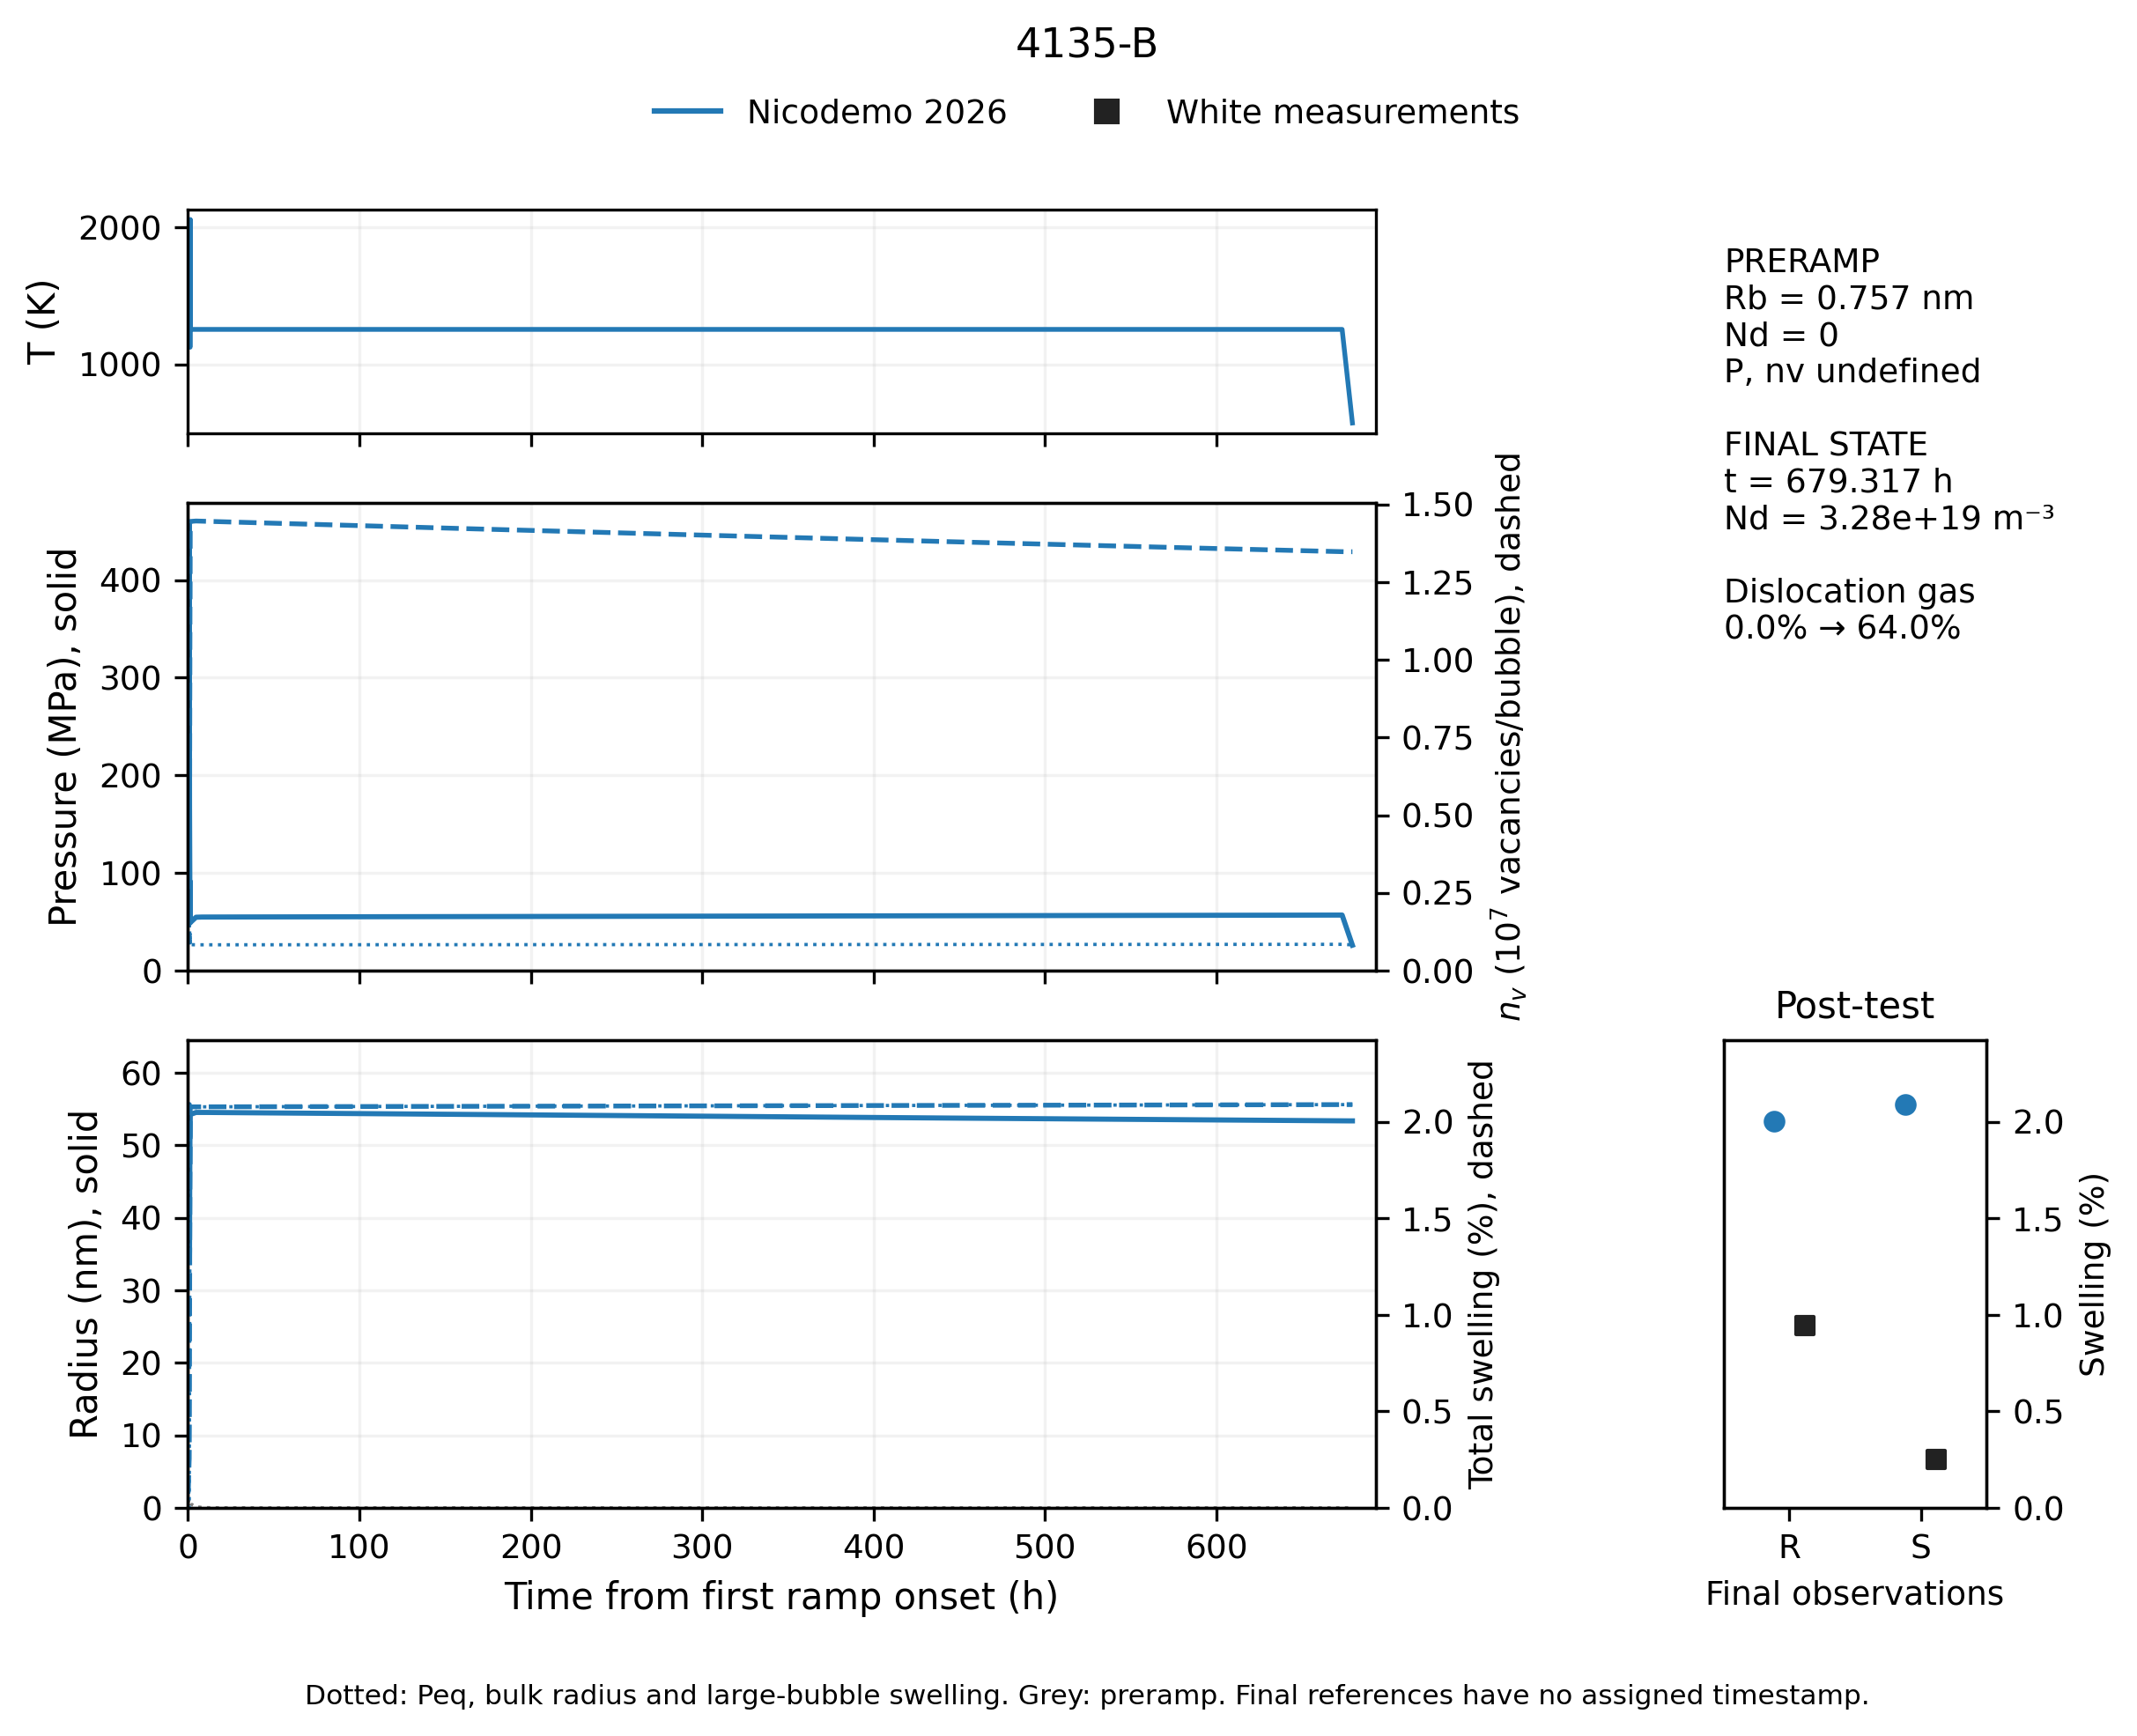 4135-B
Nicodemo 2026
White measurements
2000
1000
T (K)
PRERAMP
Rb = 0.757 nm
Nd = 0
P, nv undefined
FINAL STATE
t = 679.317 h
Nd = 3.28e+19 m⁻³
Dislocation gas
0.0% → 64.0%
400
300
200
100
0
Pressure (MPa), solid
1.50
1.25
1.00
0.75
0.50
0.25
0.00
nᵥ (10⁷ vacancies/bubble), dashed
60
50
40
30
20
10
0
Radius (nm), solid
2.0
1.5
1.0
0.5
0.0
Total swelling (%), dashed
0 100 200 300 400 500 600
Time from first ramp onset (h)
Post-test
2.0
1.5
1.0
0.5
0.0
Swelling (%)
R S
Final observations
Dotted: Peq, bulk radius and large-bubble swelling. Grey: preramp. Final references have no assigned timestamp.